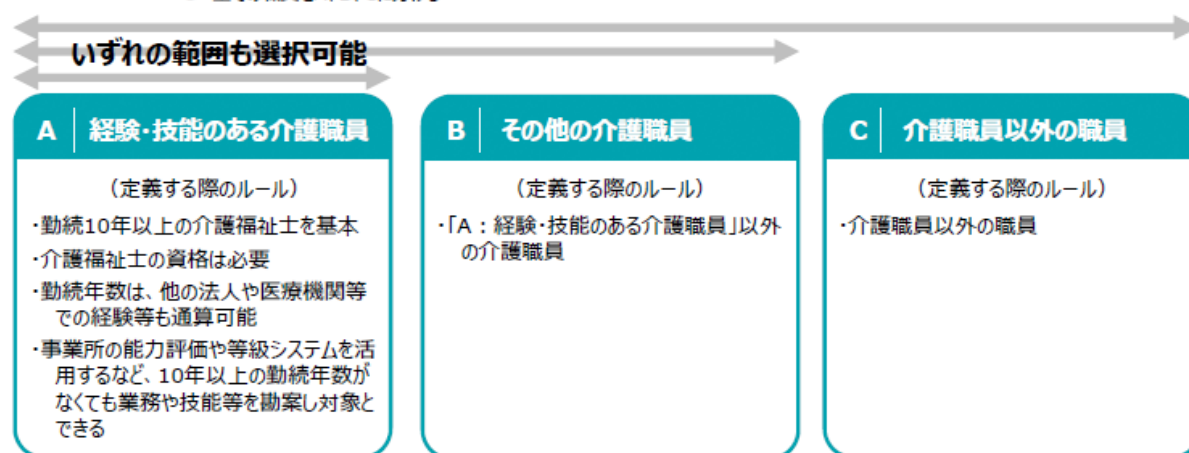 いずれの範囲も選択可能
A 経験・技能のある介護職員
(定義する際のルール)
・勤続10年以上の介護福祉士を基本
・介護福祉士の資格は必要
・勤続年数は、他の法人や医療機関等
での経験等も通算可能
・事業所の能力評価や等級システムを活
用するなど、10年以上の勤続年数が
なくても業務や技能等を勘案し対象と
できる
B その他の介護職員
(定義する際のルール)
・「A:経験・技能のある介護職員」以外
の介護職員
C 介護職員以外の職員
(定義する際のルール)
・介護職員以外の職員